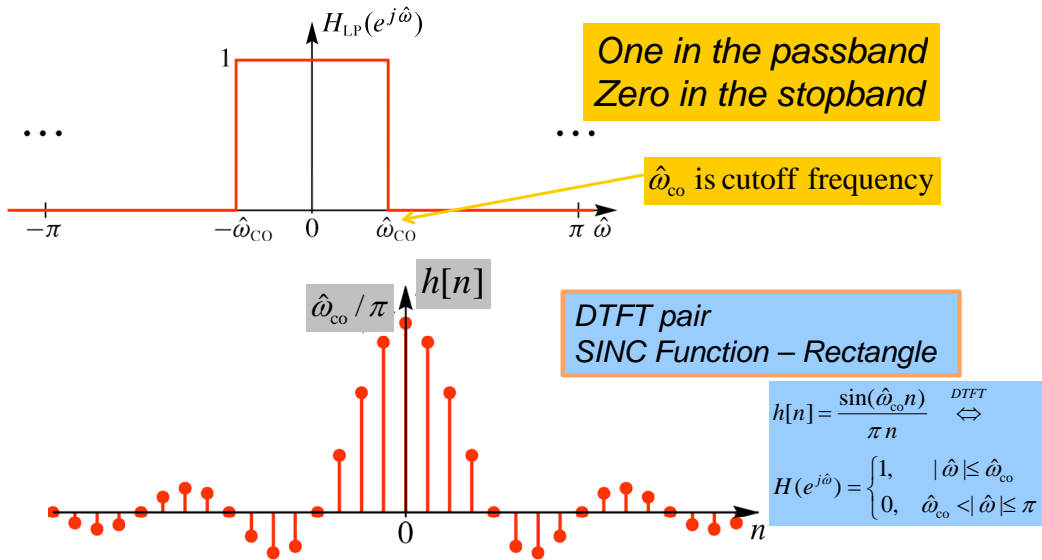 H_LP(e^{jω̂})
1
One in the passband
Zero in the stopband
... ...
ω̂_co is cutoff frequency
−π −ω̂_CO 0 ω̂_CO π ω̂
ω̂_co / π h[n]
DTFT pair
SINC Function – Rectangle
h[n] = sin(ω̂_co n) / π n DTFT ⇔
H(e^{jω̂}) = { 1, | ω̂ | ≤ ω̂_co
0, ω̂_co < | ω̂ | ≤ π
0 n